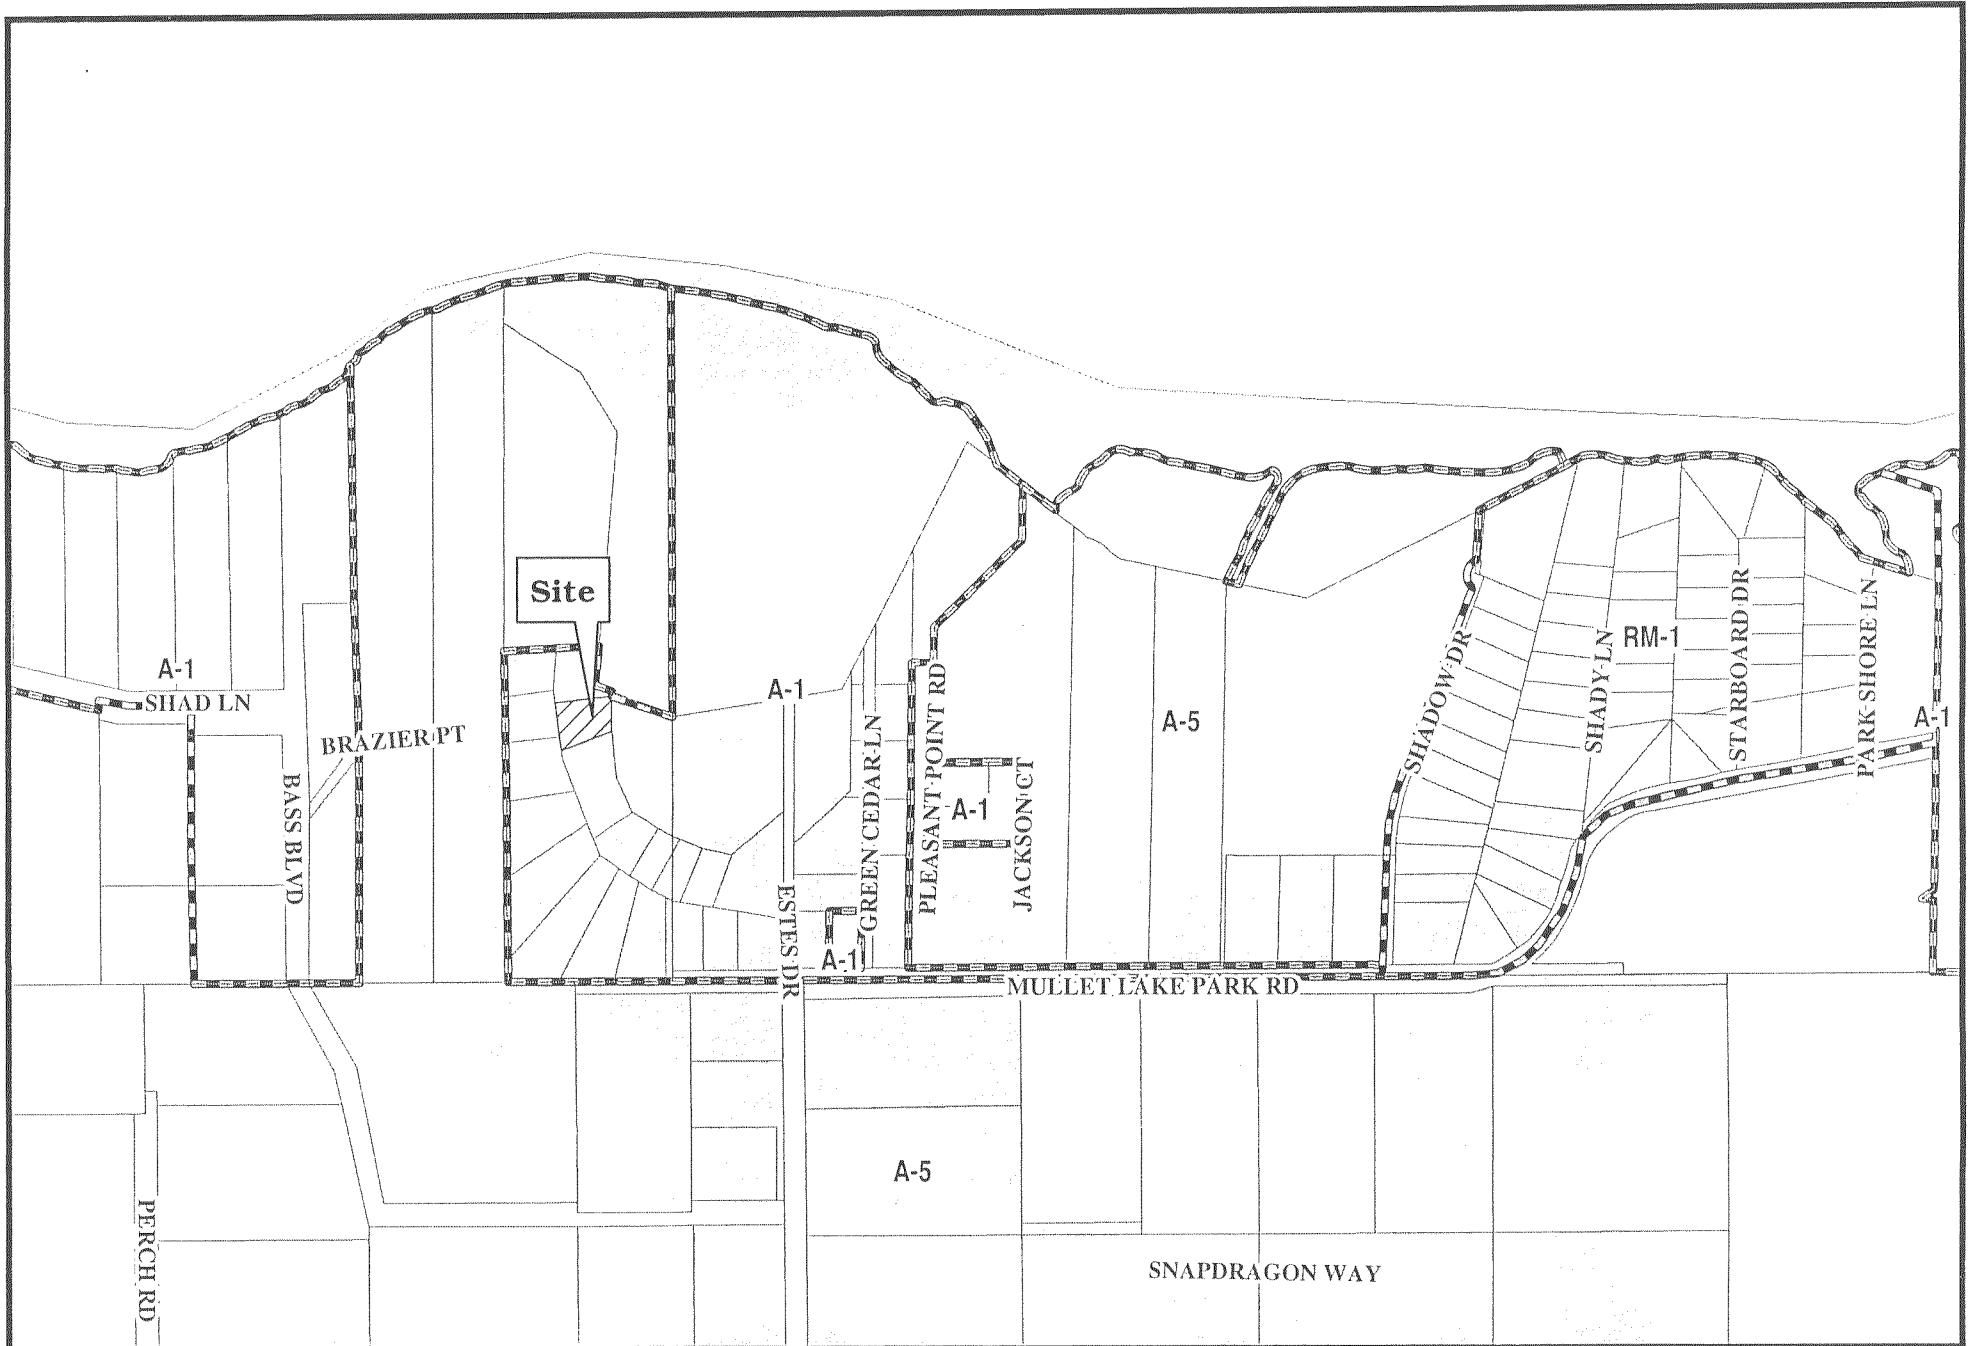 Site
A-1
SHAD LN
BRAZIER PT
BASS BLVD
A-1
ESTES DR
GREEN CEDAR LN
A-1
PLEASANT POINT RD
A-1
JACKSON CT
A-5
SHADOW DR
SHADY LN
RM-1
STARBOARD DR
PARK SHORE LN
A-1
MULLET LAKE PARK RD
A-5
PERCH RD
SNAPDRAGON WAY